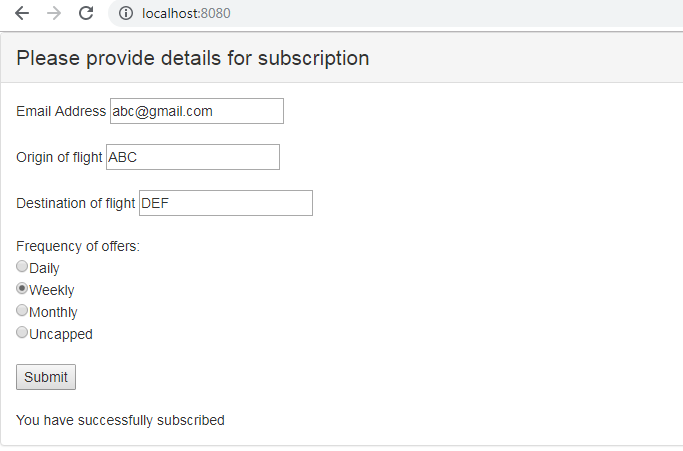 localhost:8080
Please provide details for subscription
Email Address abc@gmail.com
Origin of flight ABC
Destination of flight DEF
Frequency of offers:
Daily
Weekly
Monthly
Uncapped
Submit
You have successfully subscribed